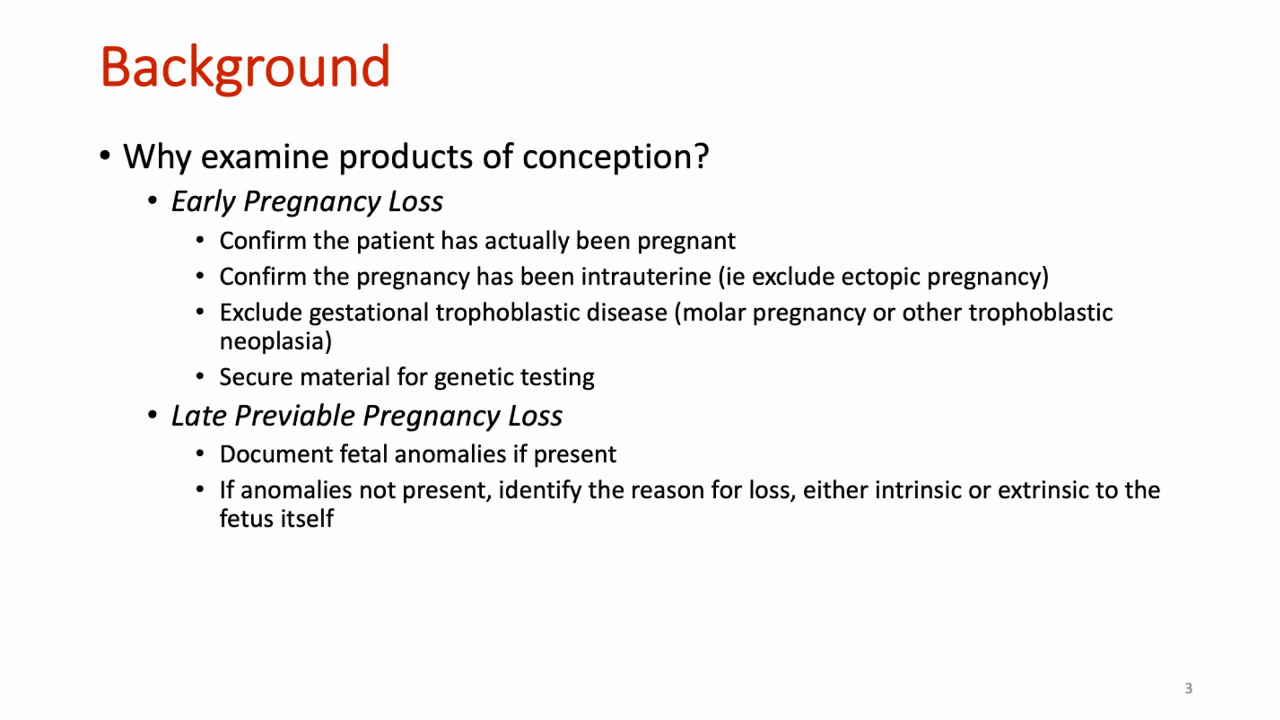 Background
• Why examine products of conception?
• Early Pregnancy Loss
• Confirm the patient has actually been pregnant
• Confirm the pregnancy has been intrauterine (ie exclude ectopic pregnancy)
• Exclude gestational trophoblastic disease (molar pregnancy or other trophoblastic
neoplasia)
• Secure material for genetic testing
• Late Previable Pregnancy Loss
• Document fetal anomalies if present
• If anomalies not present, identify the reason for loss, either intrinsic or extrinsic to the
fetus itself
3